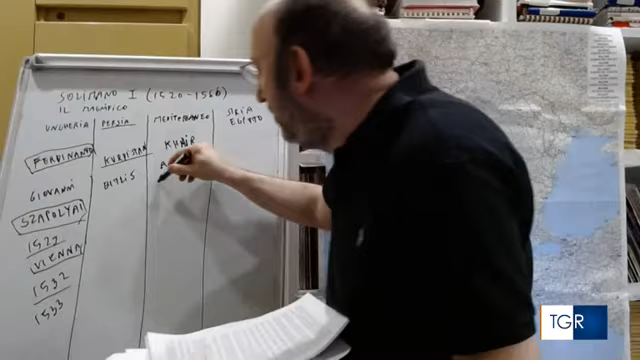 SOLIMANO I (1520-1566)
IL MAGNIFICO
UNGHERIA PERSIA MEDITERRANEO SIRIA EGITTO
FERDINANDO KURDISTAN KHAIR
GIOVANNI BITLIS A
SZAPOLYAI
1529
VIENNA
1532
1533
TGR